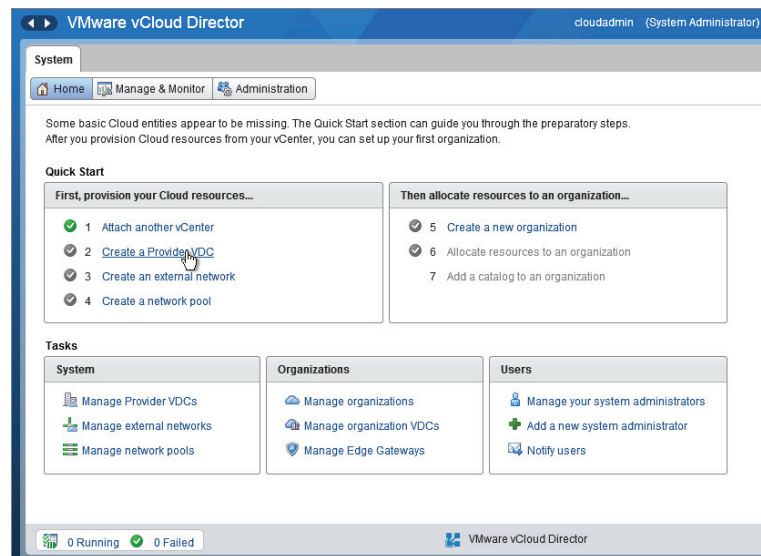 VMware vCloud Director
cloudadmin (System Administrator)
System
Home Manage & Monitor Administration
Some basic Cloud entities appear to be missing. The Quick Start section can guide you through the preparatory steps.
After you provision Cloud resources from your vCenter, you can set up your first organization.
Quick Start
First, provision your Cloud resources...
1 Attach another vCenter
2 Create a Provider VDC
3 Create an external network
4 Create a network pool
Then allocate resources to an organization...
5 Create a new organization
6 Allocate resources to an organization
7 Add a catalog to an organization
Tasks
System
Manage Provider VDCs
Manage external networks
Manage network pools
Organizations
Manage organizations
Manage organization VDCs
Manage Edge Gateways
Users
Manage your system administrators
Add a new system administrator
Notify users
0 Running 0 Failed
VMware vCloud Director